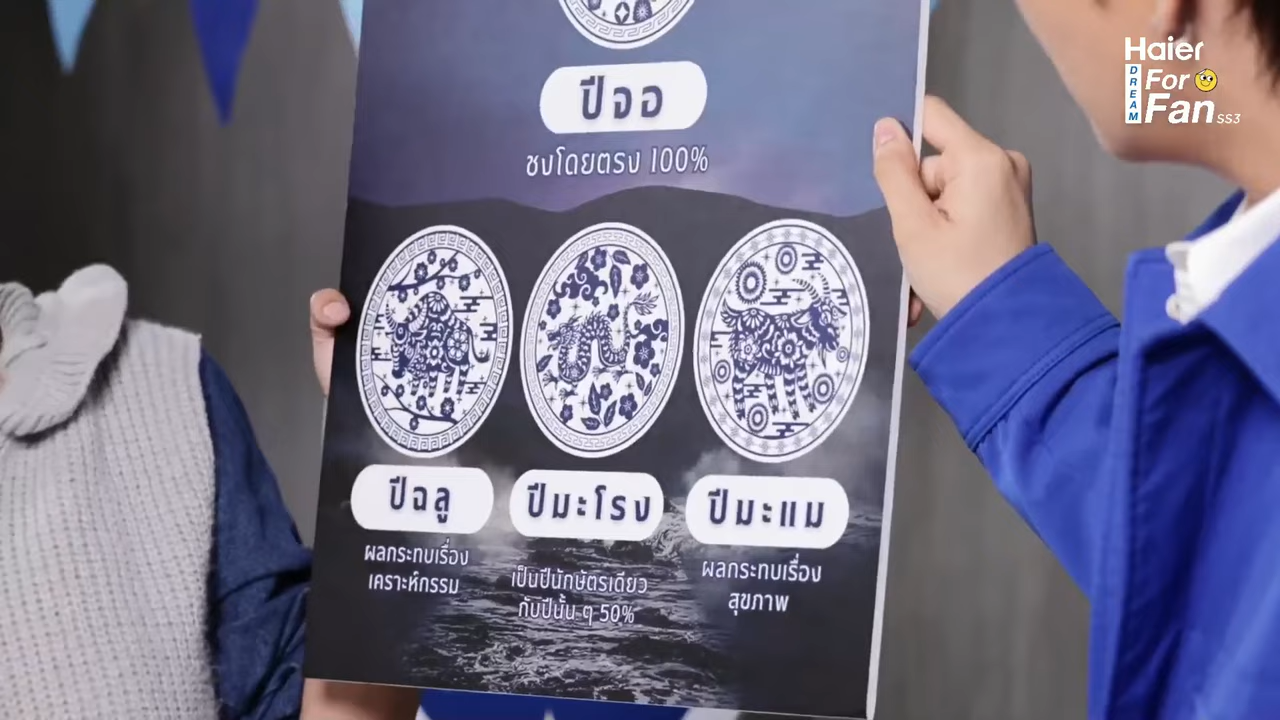 Haier
DREAM
For
Fan SS3
ปีจอ
ชงโดยตรง 100%
ปีฉลู
ปีมะโรง
ปีมะแม
ผลกระทบเรื่อง
เคราะห์กรรม
เป็นปีนักษัตรเดียว
กับปีนั้น ๆ 50%
ผลกระทบเรื่อง
สุขภาพ